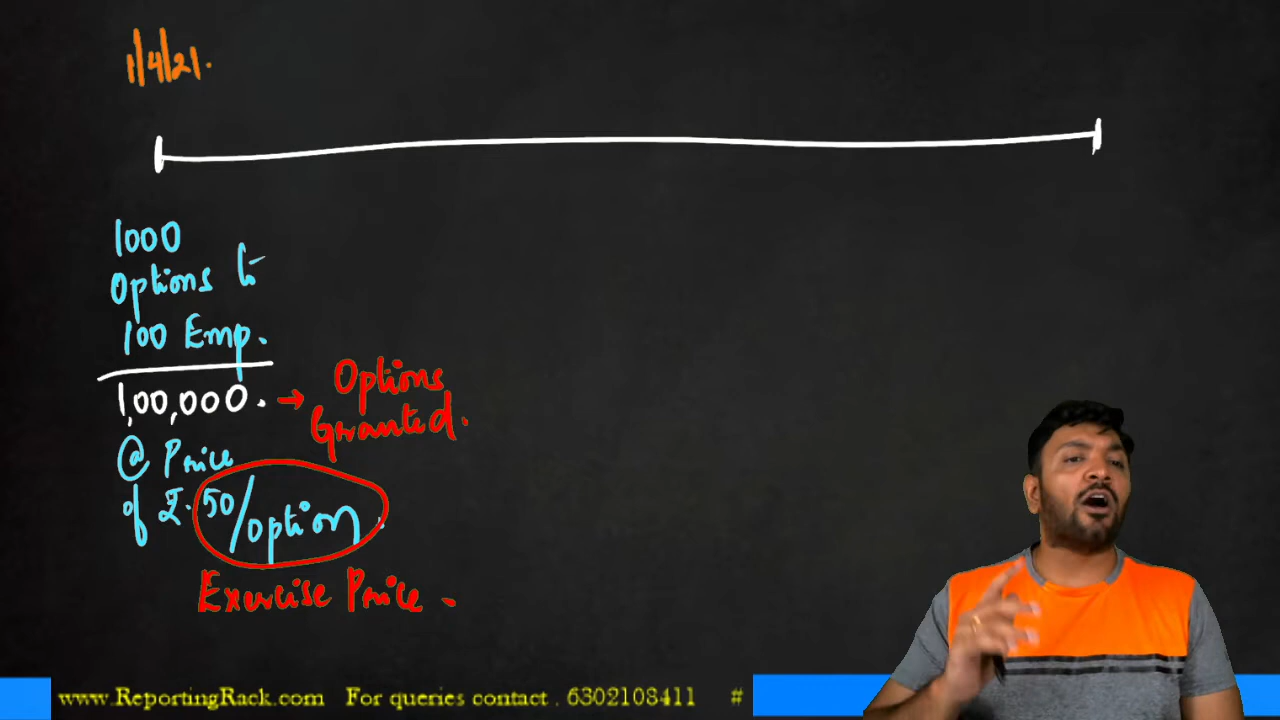 1/4/21.
1000
Options to
100 Emp.
1,00,000. → Options
Granted.
@ Price
of ₹. 50/option.
Exercise Price.
www.ReportingRack.com For queries contact . 6302108411 #